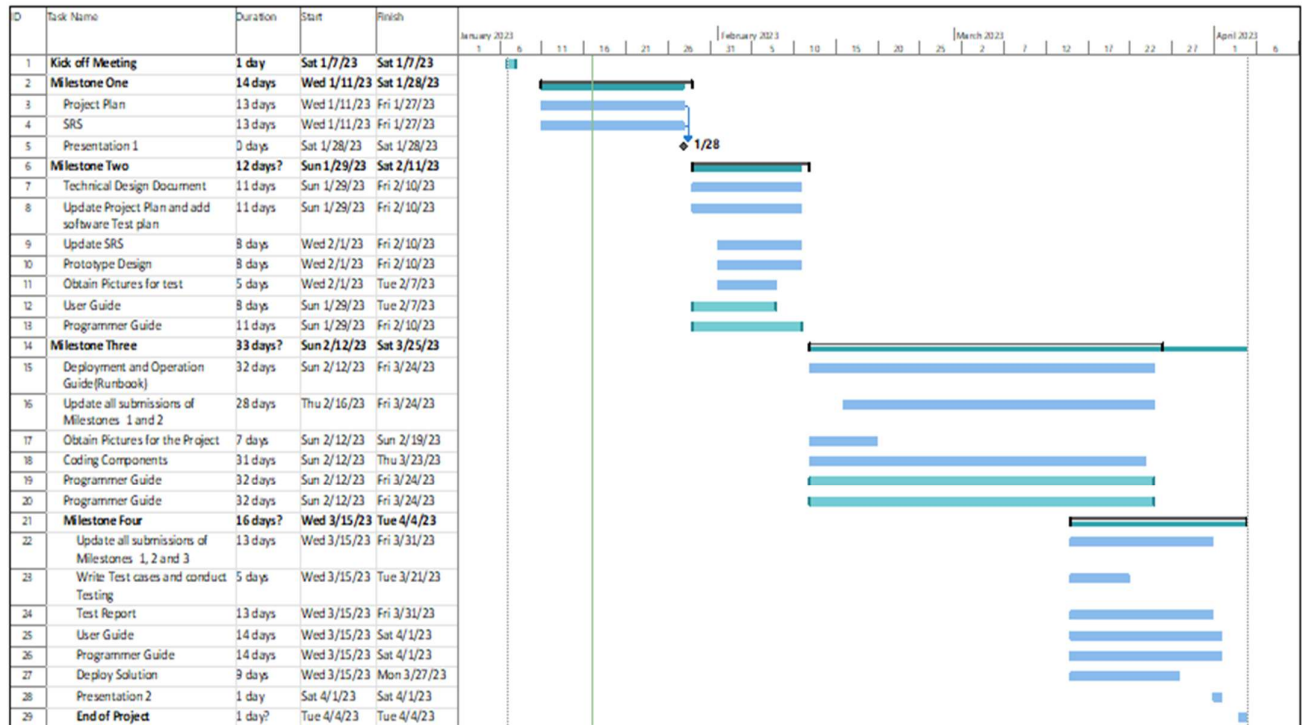 ID Task Name Duration Start Finish
January 2023 February 2023 March 2023 April 2023
1 6 11 16 21 26 31 5 10 15 20 25 2 7 12 17 22 27 1 6
1 Kick off Meeting 1 day Sat 1/7/23 Sat 1/7/23
2 Milestone One 14 days Wed 1/11/23 Sat 1/28/23
3 Project Plan 13 days Wed 1/11/23 Fri 1/27/23
4 SRS 13 days Wed 1/11/23 Fri 1/27/23
5 Presentation 1 0 days Sat 1/28/23 Sat 1/28/23 1/28
6 Milestone Two 12 days? Sun 1/29/23 Sat 2/11/23
7 Technical Design Document 11 days Sun 1/29/23 Fri 2/10/23
8 Update Project Plan and add 11 days Sun 1/29/23 Fri 2/10/23
software Test plan
9 Update SRS 8 days Wed 2/1/23 Fri 2/10/23
10 Prototype Design 8 days Wed 2/1/23 Fri 2/10/23
11 Obtain Pictures for test 5 days Wed 2/1/23 Tue 2/7/23
12 User Guide 8 days Sun 1/29/23 Tue 2/7/23
13 Programmer Guide 11 days Sun 1/29/23 Fri 2/10/23
14 Milestone Three 33 days? Sun 2/12/23 Sat 3/25/23
15 Deployment and Operation 32 days Sun 2/12/23 Fri 3/24/23
Guide(Runbook)
16 Update all submissions of 28 days Thu 2/16/23 Fri 3/24/23
Milestones 1 and 2
17 Obtain Pictures for the Project 7 days Sun 2/12/23 Sun 2/19/23
18 Coding Components 31 days Sun 2/12/23 Thu 3/23/23
19 Programmer Guide 32 days Sun 2/12/23 Fri 3/24/23
20 Programmer Guide 32 days Sun 2/12/23 Fri 3/24/23
21 Milestone Four 16 days? Wed 3/15/23 Tue 4/4/23
22 Update all submissions of 13 days Wed 3/15/23 Fri 3/31/23
Milestones 1, 2 and 3
23 Write Test cases and conduct 5 days Wed 3/15/23 Tue 3/21/23
Testing
24 Test Report 13 days Wed 3/15/23 Fri 3/31/23
25 User Guide 14 days Wed 3/15/23 Sat 4/1/23
26 Programmer Guide 14 days Wed 3/15/23 Sat 4/1/23
27 Deploy Solution 9 days Wed 3/15/23 Mon 3/27/23
28 Presentation 2 1 day Sat 4/1/23 Sat 4/1/23
29 End of Project 1 day? Tue 4/4/23 Tue 4/4/23